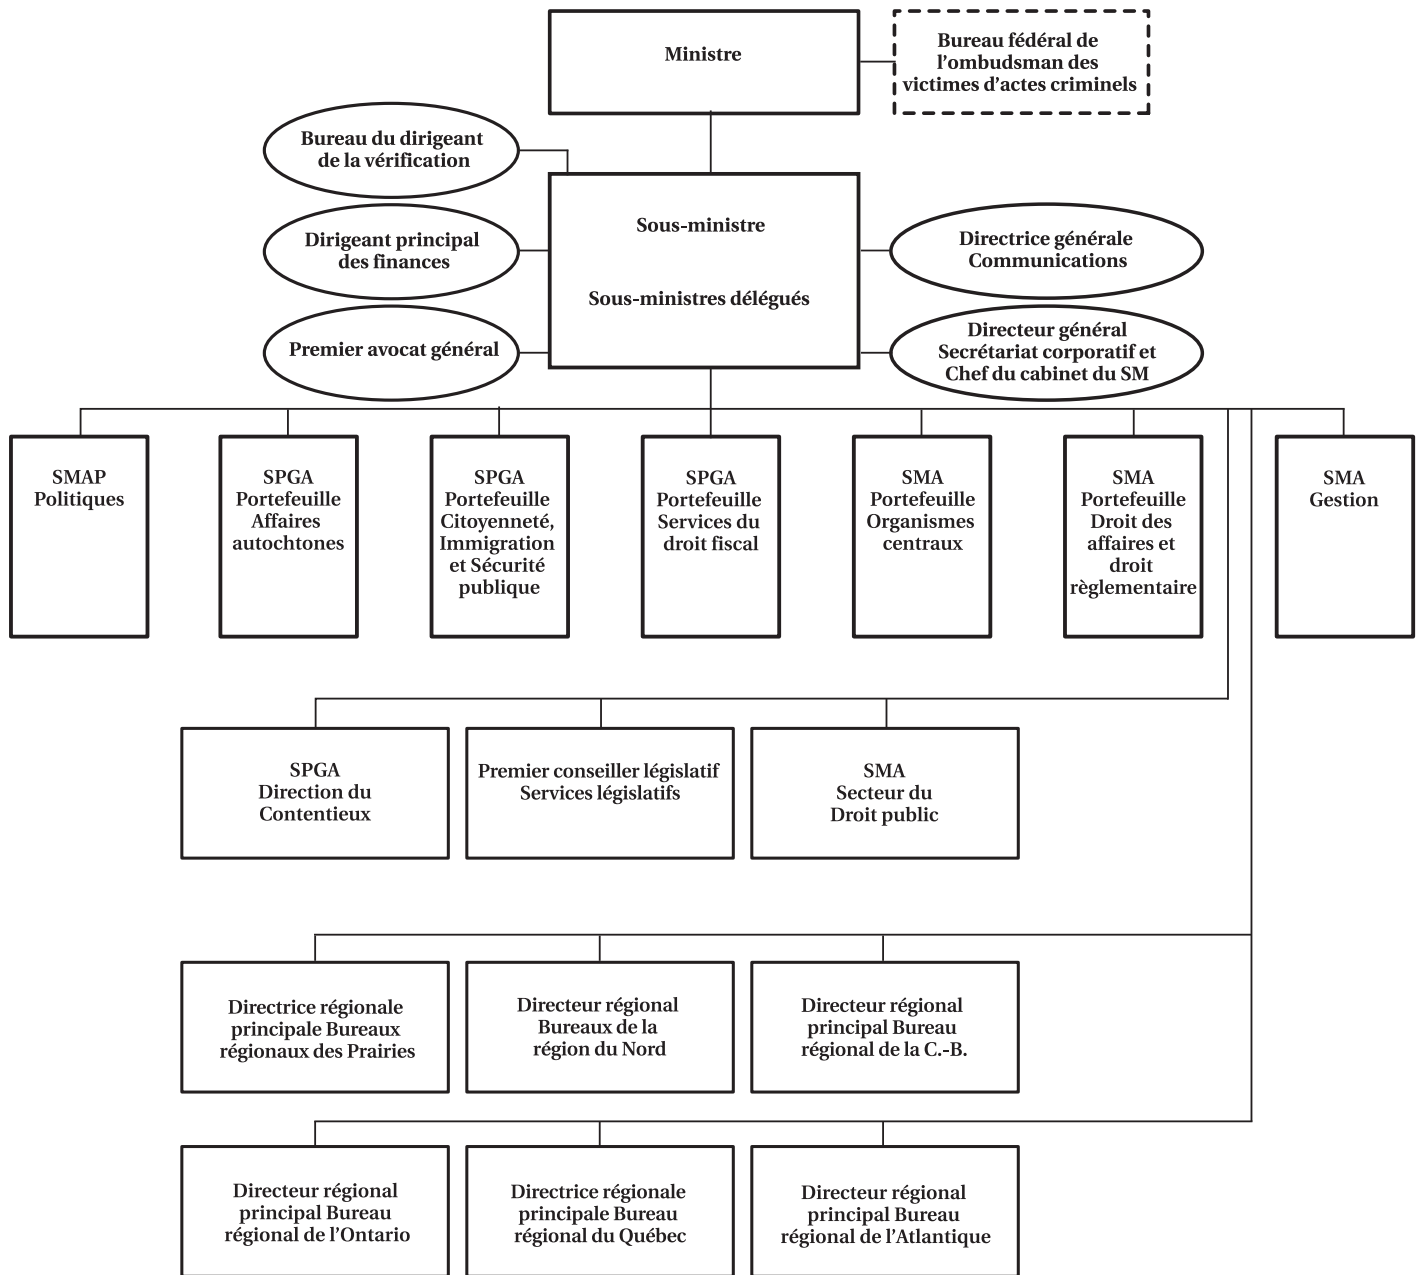 Ministre
Bureau fédéral de
l'ombudsman des
victimes d'actes criminels
Bureau du dirigeant
de la vérification
Sous-ministre
Sous-ministres délégués
Dirigeant principal
des finances
Directrice générale
Communications
Premier avocat général
Directeur général
Secrétariat corporatif et
Chef du cabinet du SM
SMAP
Politiques
SPGA
Portefeuille
Affaires
autochtones
SPGA
Portefeuille
Citoyenneté,
Immigration
et Sécurité
publique
SPGA
Portefeuille
Services du
droit fiscal
SMA
Portefeuille
Organismes
centraux
SMA
Portefeuille
Droit des
affaires et
droit
règlementaire
SMA
Gestion
SPGA
Direction du
Contentieux
Premier conseiller législatif
Services législatifs
SMA
Secteur du
Droit public
Directrice régionale
principale Bureaux
régionaux des Prairies
Directeur régional
Bureaux de la
région du Nord
Directeur régional
principal Bureau
régional de la C.-B.
Directeur régional
principal Bureau
régional de l'Ontario
Directrice régionale
principale Bureau
régional du Québec
Directeur régional
principal Bureau
régional de l'Atlantique